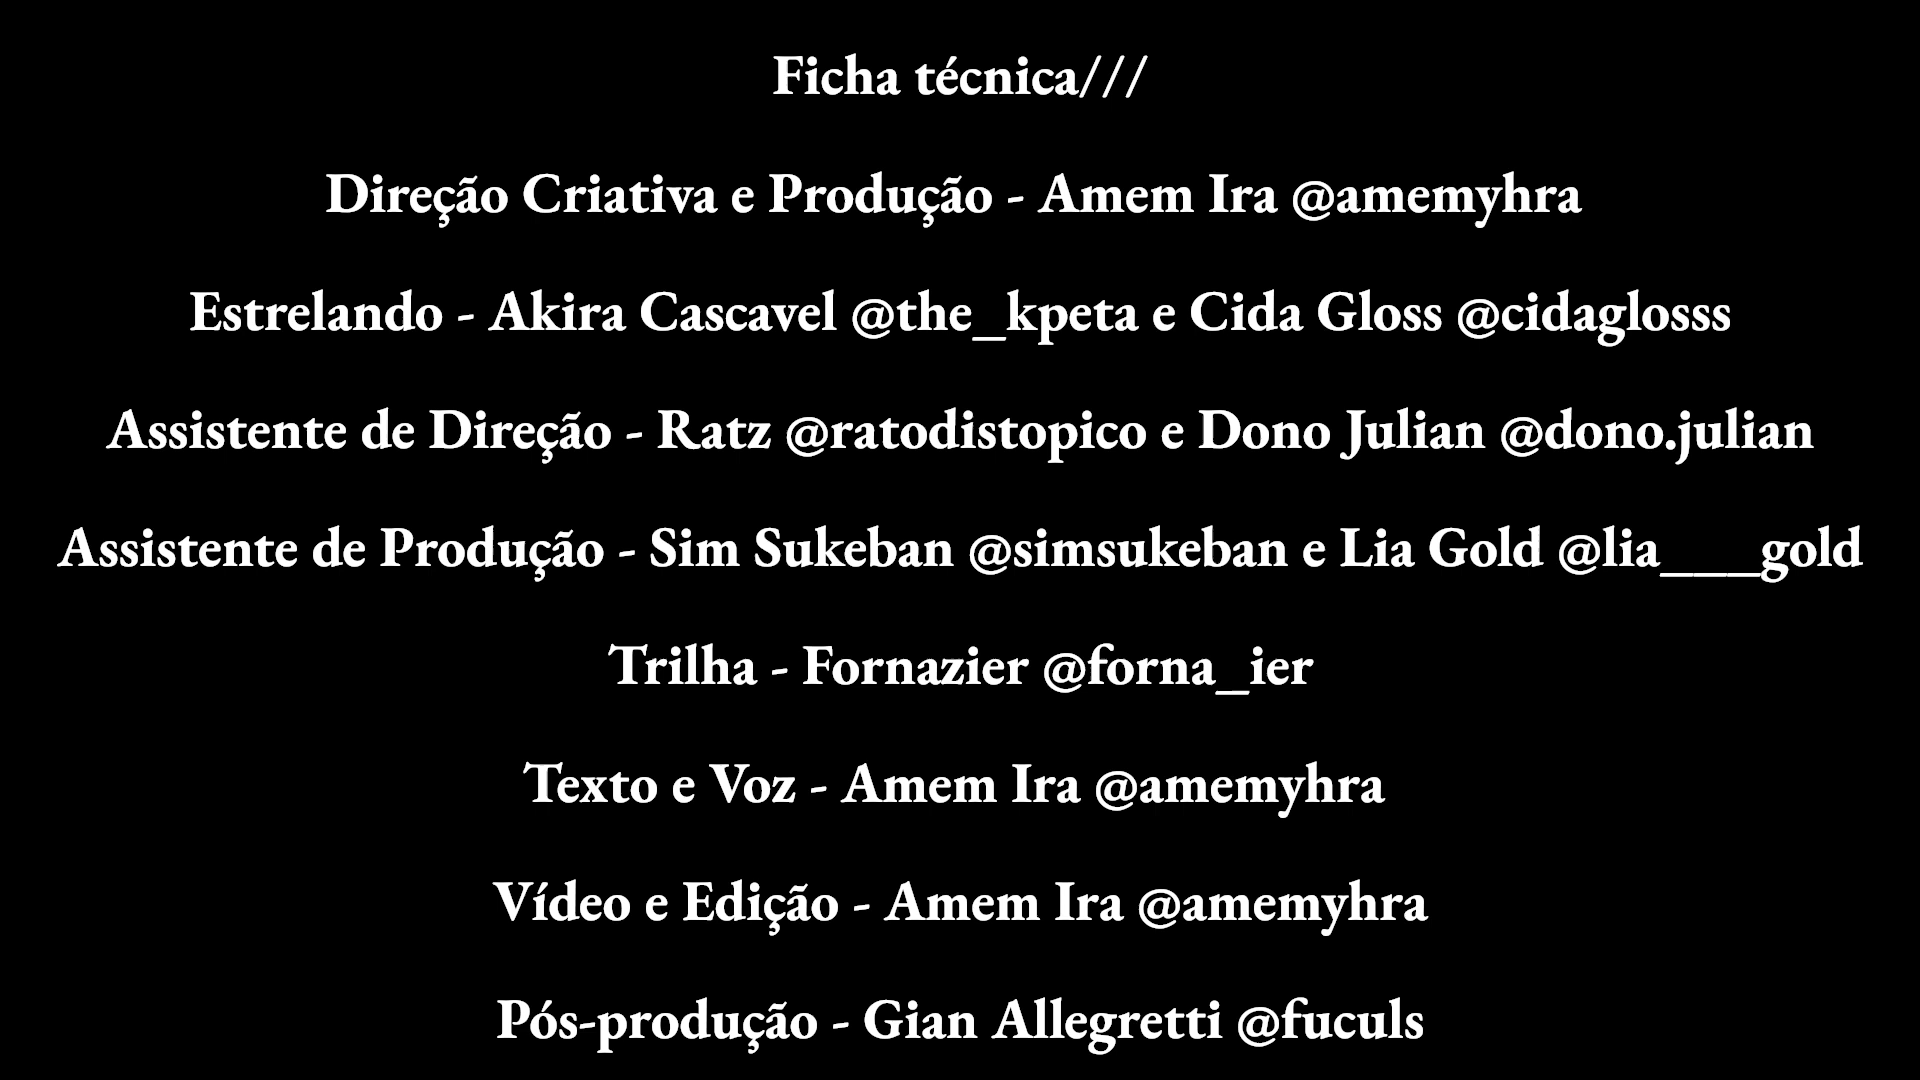 Ficha técnica///
Direção Criativa e Produção - Amem Ira @amemyhra
Estrelando - Akira Cascavel @the_kpeta e Cida Gloss @cidaglosss
Assistente de Direção - Ratz @ratodistopico e Dono Julian @dono.julian
Assistente de Produção - Sim Sukeban @simsukeban e Lia Gold @lia___gold
Trilha - Fornazier @forna_ier
Texto e Voz - Amem Ira @amemyhra
Vídeo e Edição - Amem Ira @amemyhra
Pós-produção - Gian Allegretti @fuculs